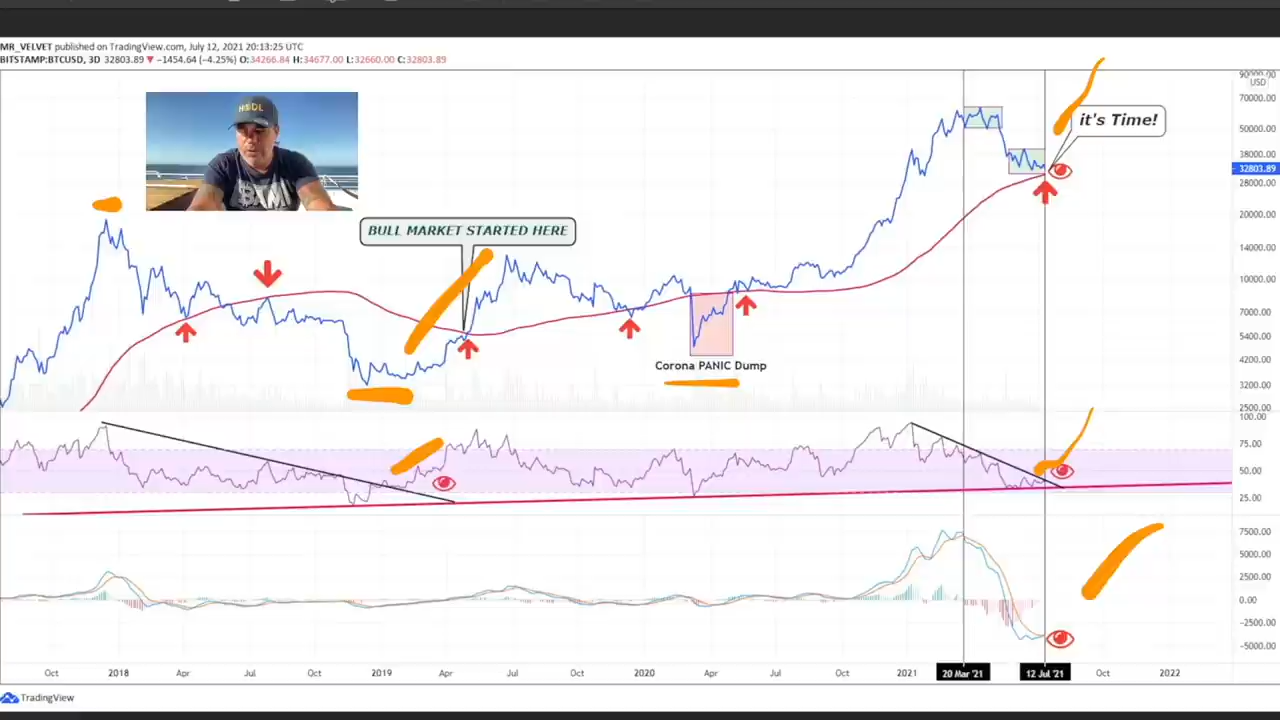 MR_VELVET published on TradingView.com, July 12, 2021 20:13:25 UTC
BITSTAMP:BTCUSD, 3D 32803.89 ▼ −1454.64 (−4.25%) O:34266.84 H:34677.00 L:32660.00 C:32803.89
USD
70000.00
it's Time!
50000.00
38000.00
32803.89
28000.00
20000.00
BULL MARKET STARTED HERE
14000.00
10000.00
7000.00
5400.00
Corona PANIC Dump
4200.00
3200.00
2500.00
100.00
75.00
50.00
25.00
7500.00
5000.00
2500.00
0.00
−2500.00
−5000.00
Oct 2018 Apr Jul Oct 2019 Apr Jul Oct 2020 Apr Jul Oct 2021 20 Mar '21 12 Jul '21 Oct 2022
TradingView